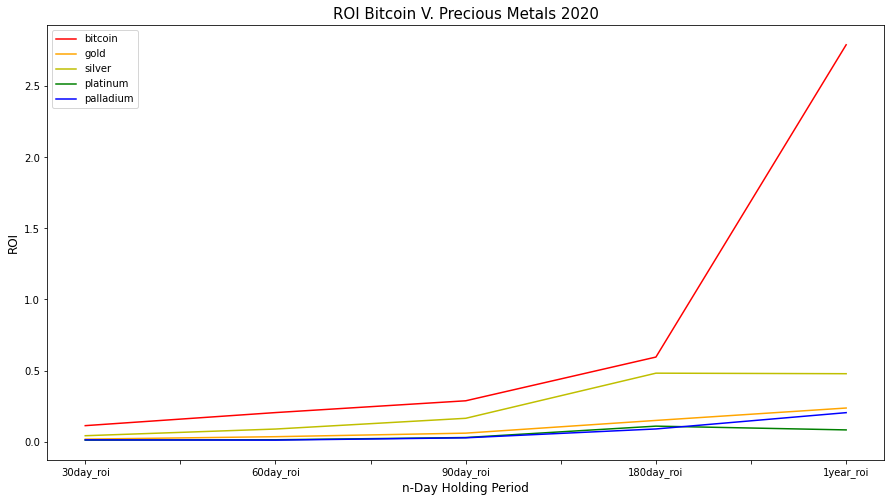 ROI Bitcoin V. Precious Metals 2020
bitcoin
gold
silver
platinum
palladium
2.5
2.0
1.5
1.0
0.5
0.0
ROI
30day_roi 60day_roi 90day_roi 180day_roi 1year_roi
n-Day Holding Period